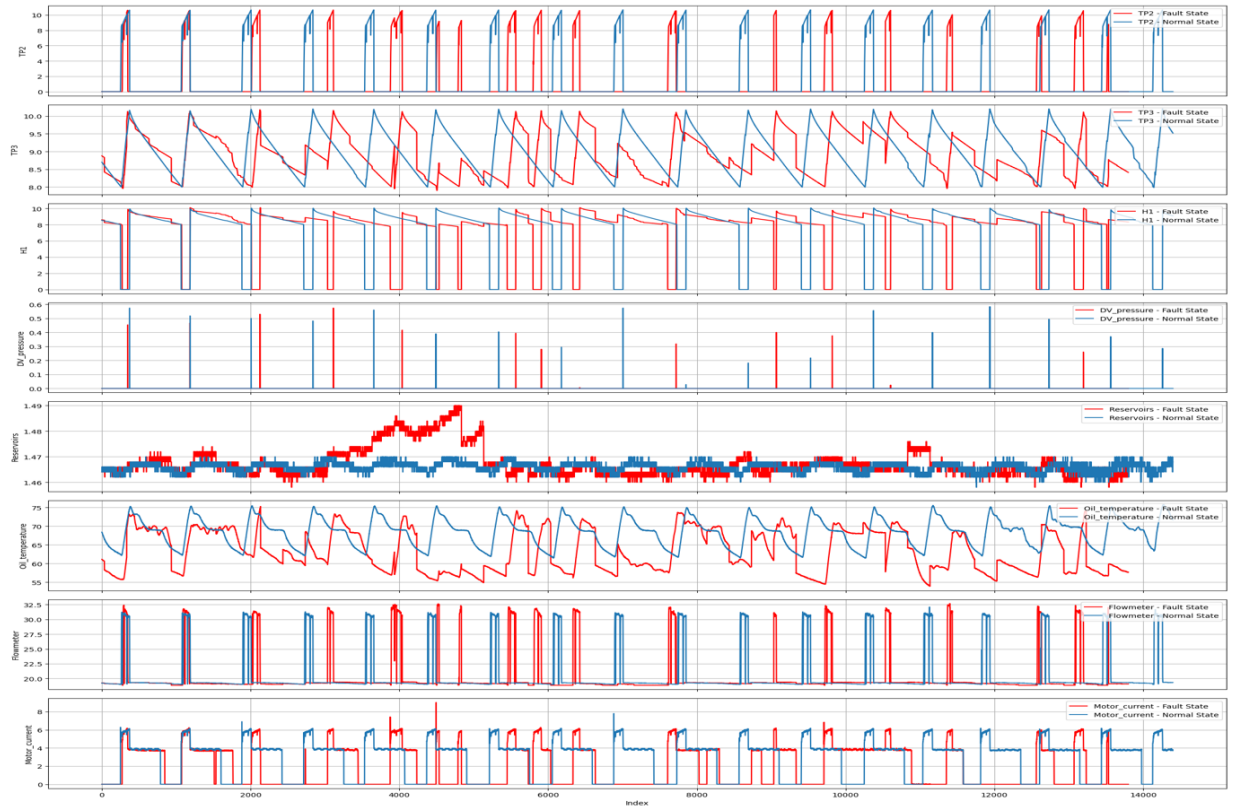 TP2
10
8
6
4
2
0
TP2 - Fault State
TP2 - Normal State
TP3
10.0
9.5
9.0
8.5
8.0
TP3 - Fault State
TP3 - Normal State
H1
10
8
6
4
2
0
H1 - Fault State
H1 - Normal State
DV_pressure
0.6
0.5
0.4
0.3
0.2
0.1
0.0
DV_pressure - Fault State
DV_pressure - Normal State
Reservoirs
1.49
1.48
1.47
1.46
Reservoirs - Fault State
Reservoirs - Normal State
Oil_temperature
75
70
65
60
55
Oil_temperature - Fault State
Oil_temperature - Normal State
Flowmeter
32.5
30.0
27.5
25.0
22.5
20.0
Flowmeter - Fault State
Flowmeter - Normal State
Motor_current
8
6
4
2
0
Motor_current - Fault State
Motor_current - Normal State
0 2000 4000 6000 8000 10000 12000 14000
Index